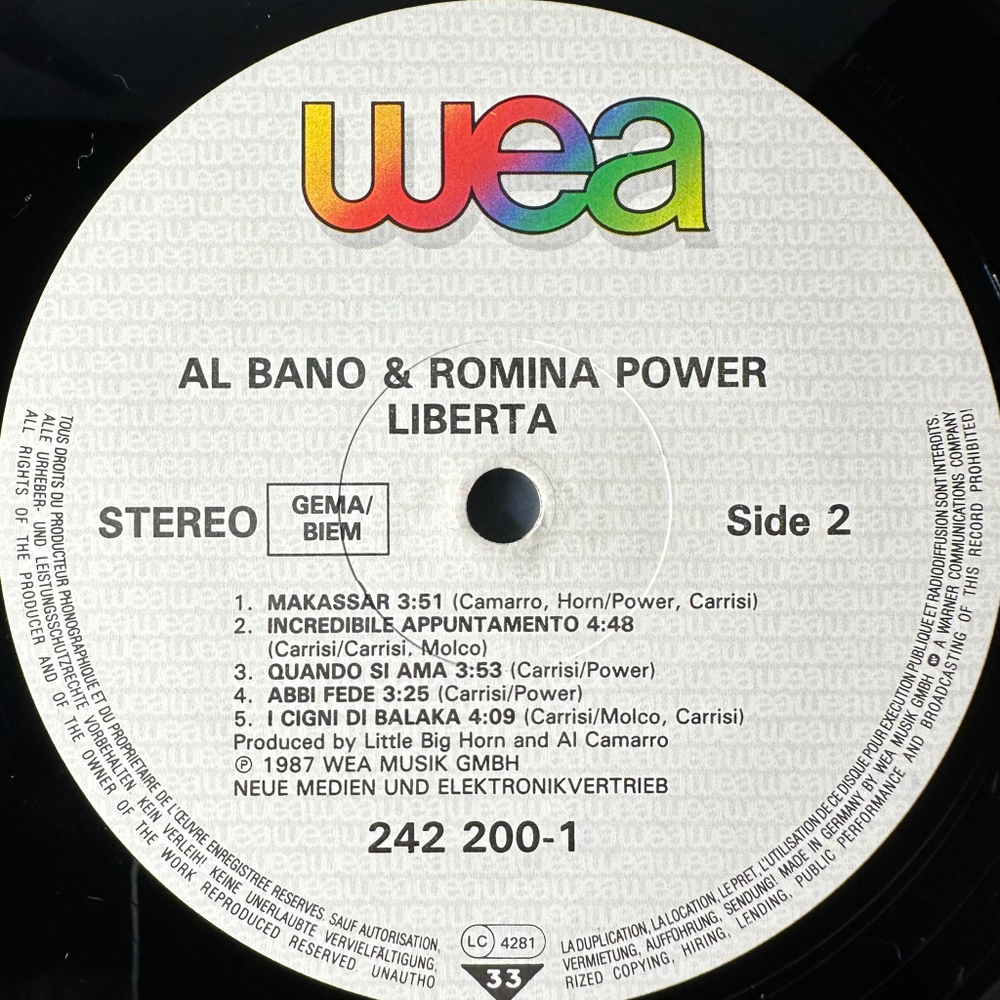 wea
AL BANO & ROMINA POWER
LIBERTA
STEREO
GEMA/
BIEM
Side 2
1. MAKASSAR 3:51 (Camarro, Horn/Power, Carrisi)
2. INCREDIBILE APPUNTAMENTO 4:48
(Carrisi/Carrisi, Molco)
3. QUANDO SI AMA 3:53 (Carrisi/Power)
4. ABBI FEDE 3:25 (Carrisi/Power)
5. I CIGNI DI BALAKA 4:09 (Carrisi/Molco, Carrisi)
Produced by Little Big Horn and Al Camarro
℗ 1987 WEA MUSIK GMBH
NEUE MEDIEN UND ELEKTRONIKVERTRIEB
242 200-1
TOUS DROITS DU PRODUCTEUR PHONOGRAPHIQUE ET DU PROPRIETAIRE DE L'ŒUVRE ENREGISTREE RESERVES. SAUF AUTORISATION,
LA DUPLICATION, LA LOCATION, LE PRET, L'UTILISATION DE CE DISQUE POUR EXECUTION PUBLIQUE ET RADIODIFFUSION SONT INTERDITS.
ALLE URHEBER- UND LEISTUNGSSCHUTZRECHTE VORBEHALTEN KEIN VERLEIH! KEINE UNERLAUBTE VERVIELFÄLTIGUNG,
VERMIETUNG, AUFFÜHRUNG, SENDUNG! MADE IN GERMANY BY WEA MUSIK GMBH A WARNER COMMUNICATIONS COMPANY
ALL RIGHTS OF THE PRODUCER AND OF THE OWNER OF THE WORK REPRODUCED RESERVED UNAUTHO
RIZED COPYING, HIRING, LENDING, PUBLIC PERFORMANCE AND BROADCASTING OF THIS RECORD PROHIBITED!
LC 4281
33